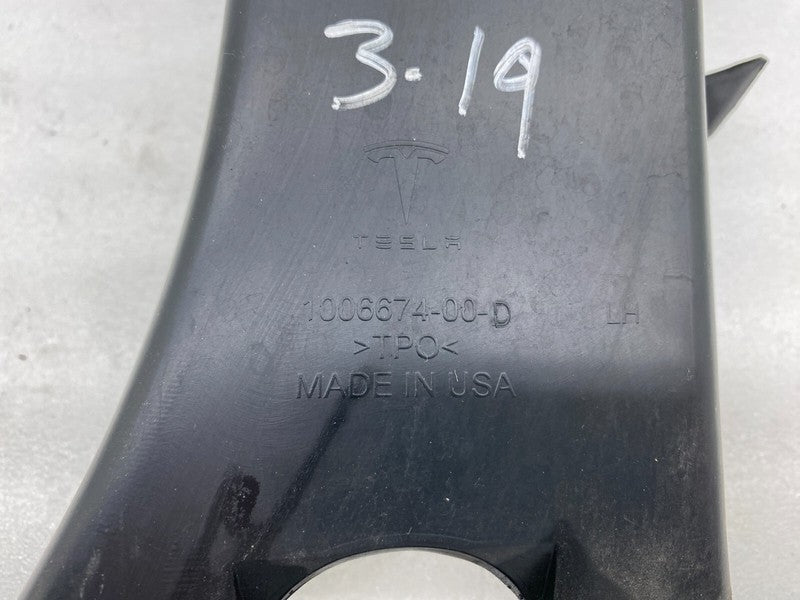 3-19
TESLA
1006674-00-D LH
>TPO<
MADE IN USA